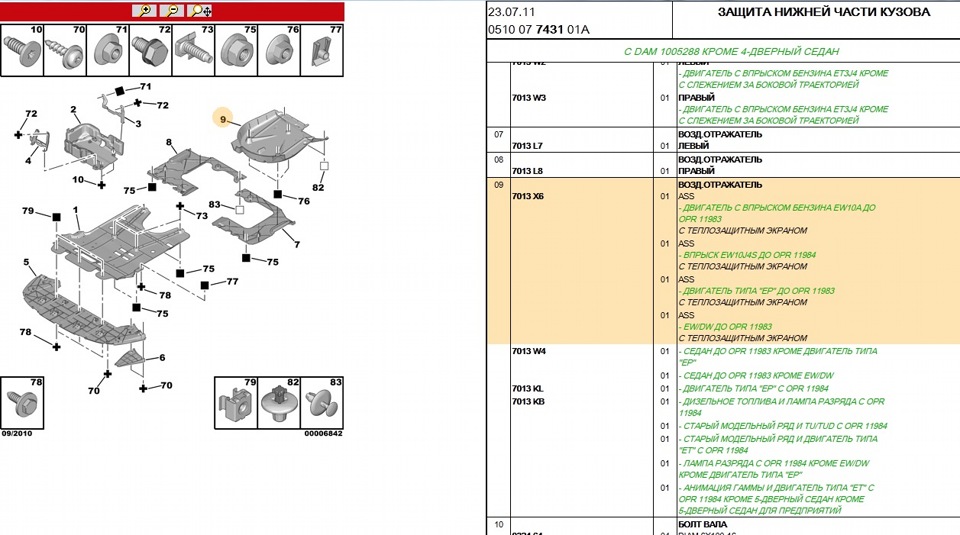 10 70 71 72 73 75 76 77
71
72
72
2
3
4
10
9
8
75
82
76
83
7
75
79
1
73
5
75
77
78
75
78
6
70
70
78
79 82 83
09/2010
00006842
23.07.11 ЗАЩИТА НИЖНЕЙ ЧАСТИ КУЗОВА
0510 07 7431 01A
С DAM 1005288 КРОМЕ 4-ДВЕРНЫЙ СЕДАН
7013 W2 01 ЛЕВЫЙ
- ДВИГАТЕЛЬ С ВПРЫСКОМ БЕНЗИНА ET3J4 КРОМЕ
С СЛЕЖЕНИЕМ ЗА БОКОВОЙ ТРАЕКТОРИЕЙ
7013 W3 01 ПРАВЫЙ
- ДВИГАТЕЛЬ С ВПРЫСКОМ БЕНЗИНА ET3J4 КРОМЕ
С СЛЕЖЕНИЕМ ЗА БОКОВОЙ ТРАЕКТОРИЕЙ
07 ВОЗД.ОТРАЖАТЕЛЬ
7013 L7 01 ЛЕВЫЙ
08 ВОЗД.ОТРАЖАТЕЛЬ
7013 L8 01 ПРАВЫЙ
09 ВОЗД.ОТРАЖАТЕЛЬ
7013 X6 01 ASS
- ДВИГАТЕЛЬ С ВПРЫСКОМ БЕНЗИНА EW10A ДО
OPR 11983
С ТЕПЛОЗАЩИТНЫМ ЭКРАНОМ
01 ASS
- ВПРЫСК EW10J4S ДО OPR 11984
С ТЕПЛОЗАЩИТНЫМ ЭКРАНОМ
01 ASS
- ДВИГАТЕЛЬ ТИПА "EP" ДО OPR 11983
С ТЕПЛОЗАЩИТНЫМ ЭКРАНОМ
01 ASS
- EW/DW ДО OPR 11983
С ТЕПЛОЗАЩИТНЫМ ЭКРАНОМ
7013 W4 01 - СЕДАН ДО OPR 11983 КРОМЕ ДВИГАТЕЛЬ ТИПА
"EP"
01 - СЕДАН ДО OPR 11983 КРОМЕ EW/DW
7013 KL 01 - ДВИГАТЕЛЬ ТИПА "EP" С OPR 11984
7013 KB 01 - ДИЗЕЛЬНОЕ ТОПЛИВО И ЛАМПА РАЗРЯДА С OPR
11984
01 - СТАРЫЙ МОДЕЛЬНЫЙ РЯД И TU/TUD С OPR 11984
01 - СТАРЫЙ МОДЕЛЬНЫЙ РЯД И ДВИГАТЕЛЬ ТИПА
"ET" С OPR 11984
01 - ЛАМПА РАЗРЯДА С OPR 11984 КРОМЕ EW/DW
КРОМЕ ДВИГАТЕЛЬ ТИПА "EP"
01 - АНИМАЦИЯ ГАММЫ И ДВИГАТЕЛЬ ТИПА "ET" С
OPR 11984 КРОМЕ 5-ДВЕРНЫЙ СЕДАН КРОМЕ
5-ДВЕРНЫЙ СЕДАН ДЛЯ ПРЕДПРИЯТИЙ
10 БОЛТ ВАЛА